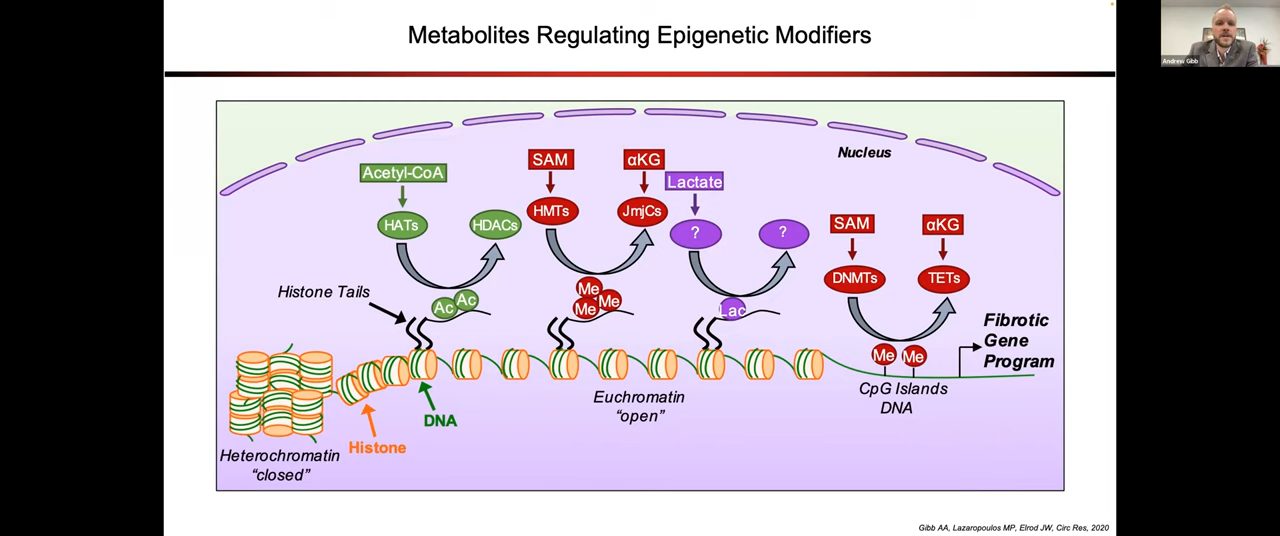 Metabolites Regulating Epigenetic Modifiers
Andrew Gibb
Nucleus
Acetyl-CoA
SAM
αKG
Lactate
SAM
αKG
HATs
HDACs
HMTs
JmjCs
?
?
DNMTs
TETs
Histone Tails
Ac
Ac
Me
Me
Me
Lac
Me
Me
Fibrotic
Gene
Program
Euchromatin
“open”
CpG Islands
DNA
DNA
Histone
Heterochromatin
“closed”
Gibb AA, Lazaropoulos MP, Elrod JW, Circ Res, 2020